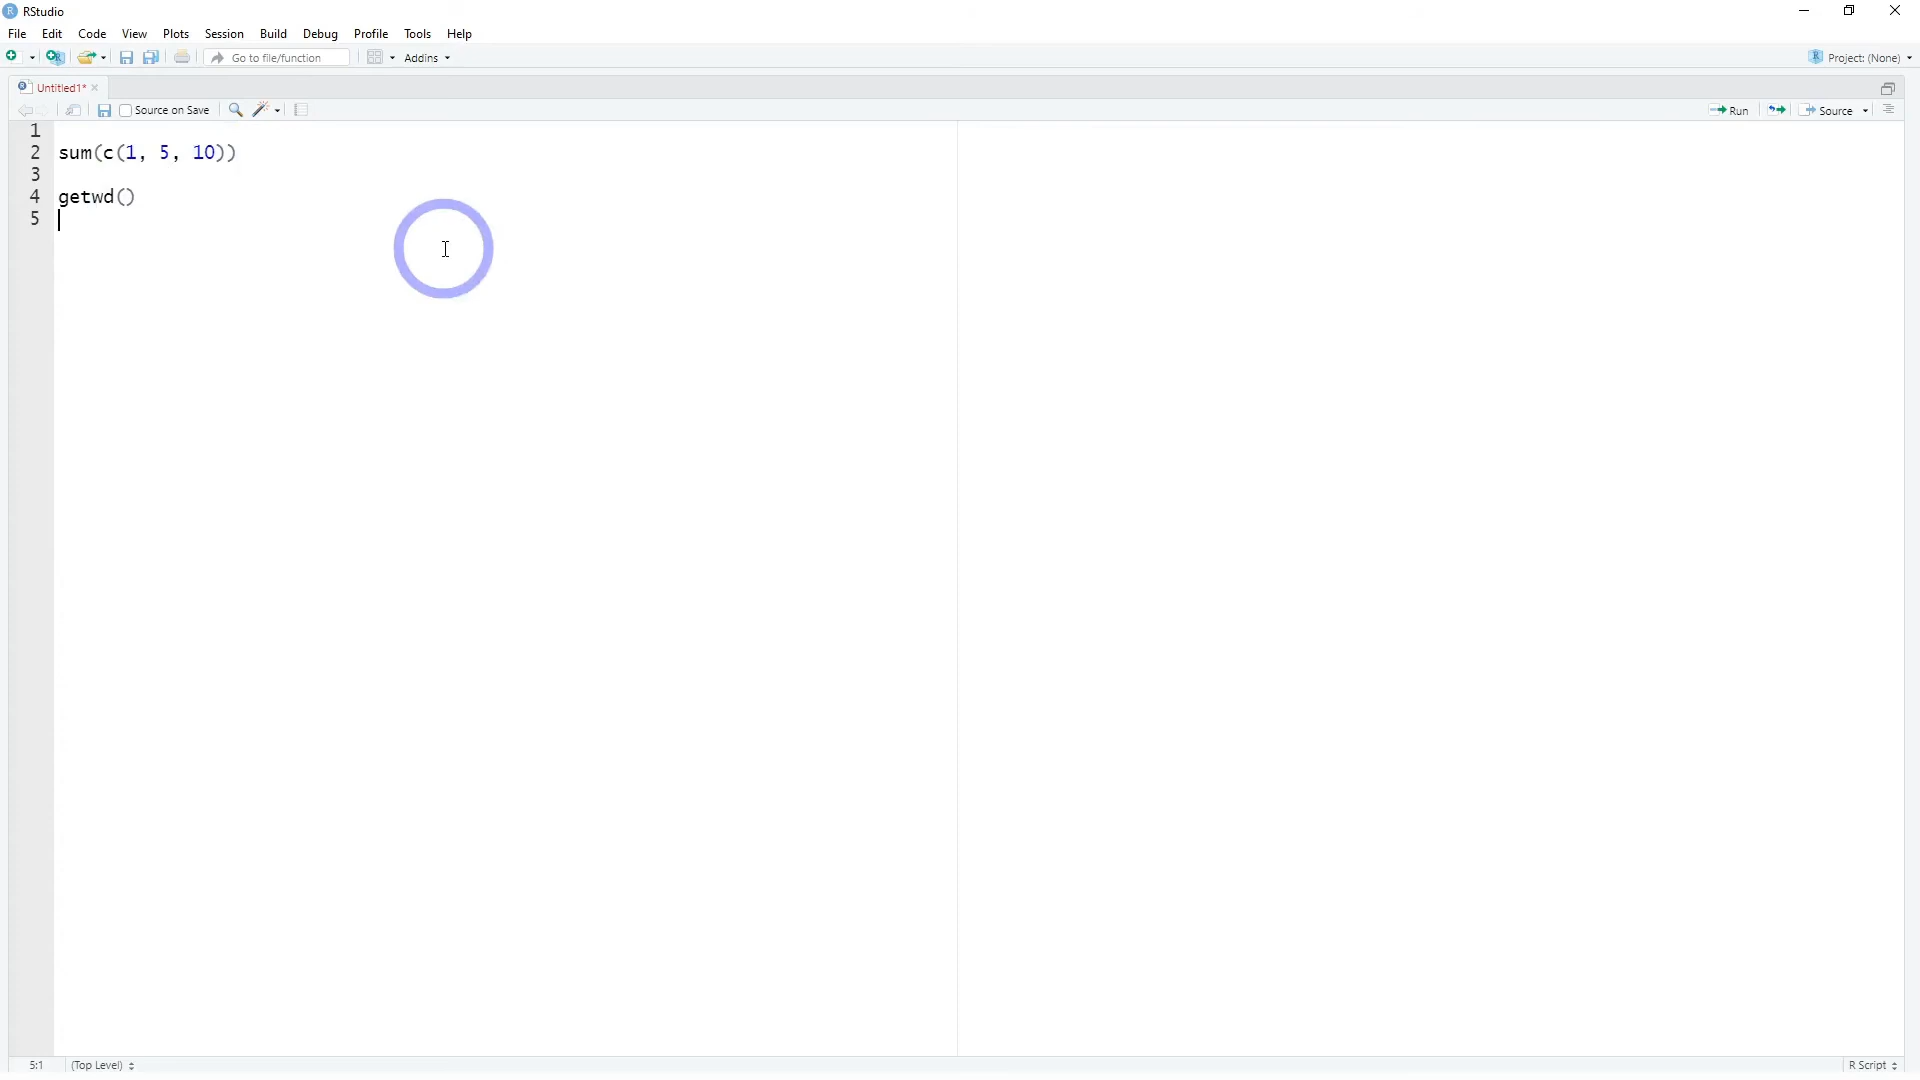 RStudio
File Edit Code View Plots Session Build Debug Profile Tools Help
Go to file/function Addins Project: (None)
Untitled1*
Source on Save Run Source
1
2 sum(c(1, 5, 10))
3
4 getwd()
5
5:1 (Top Level) R Script